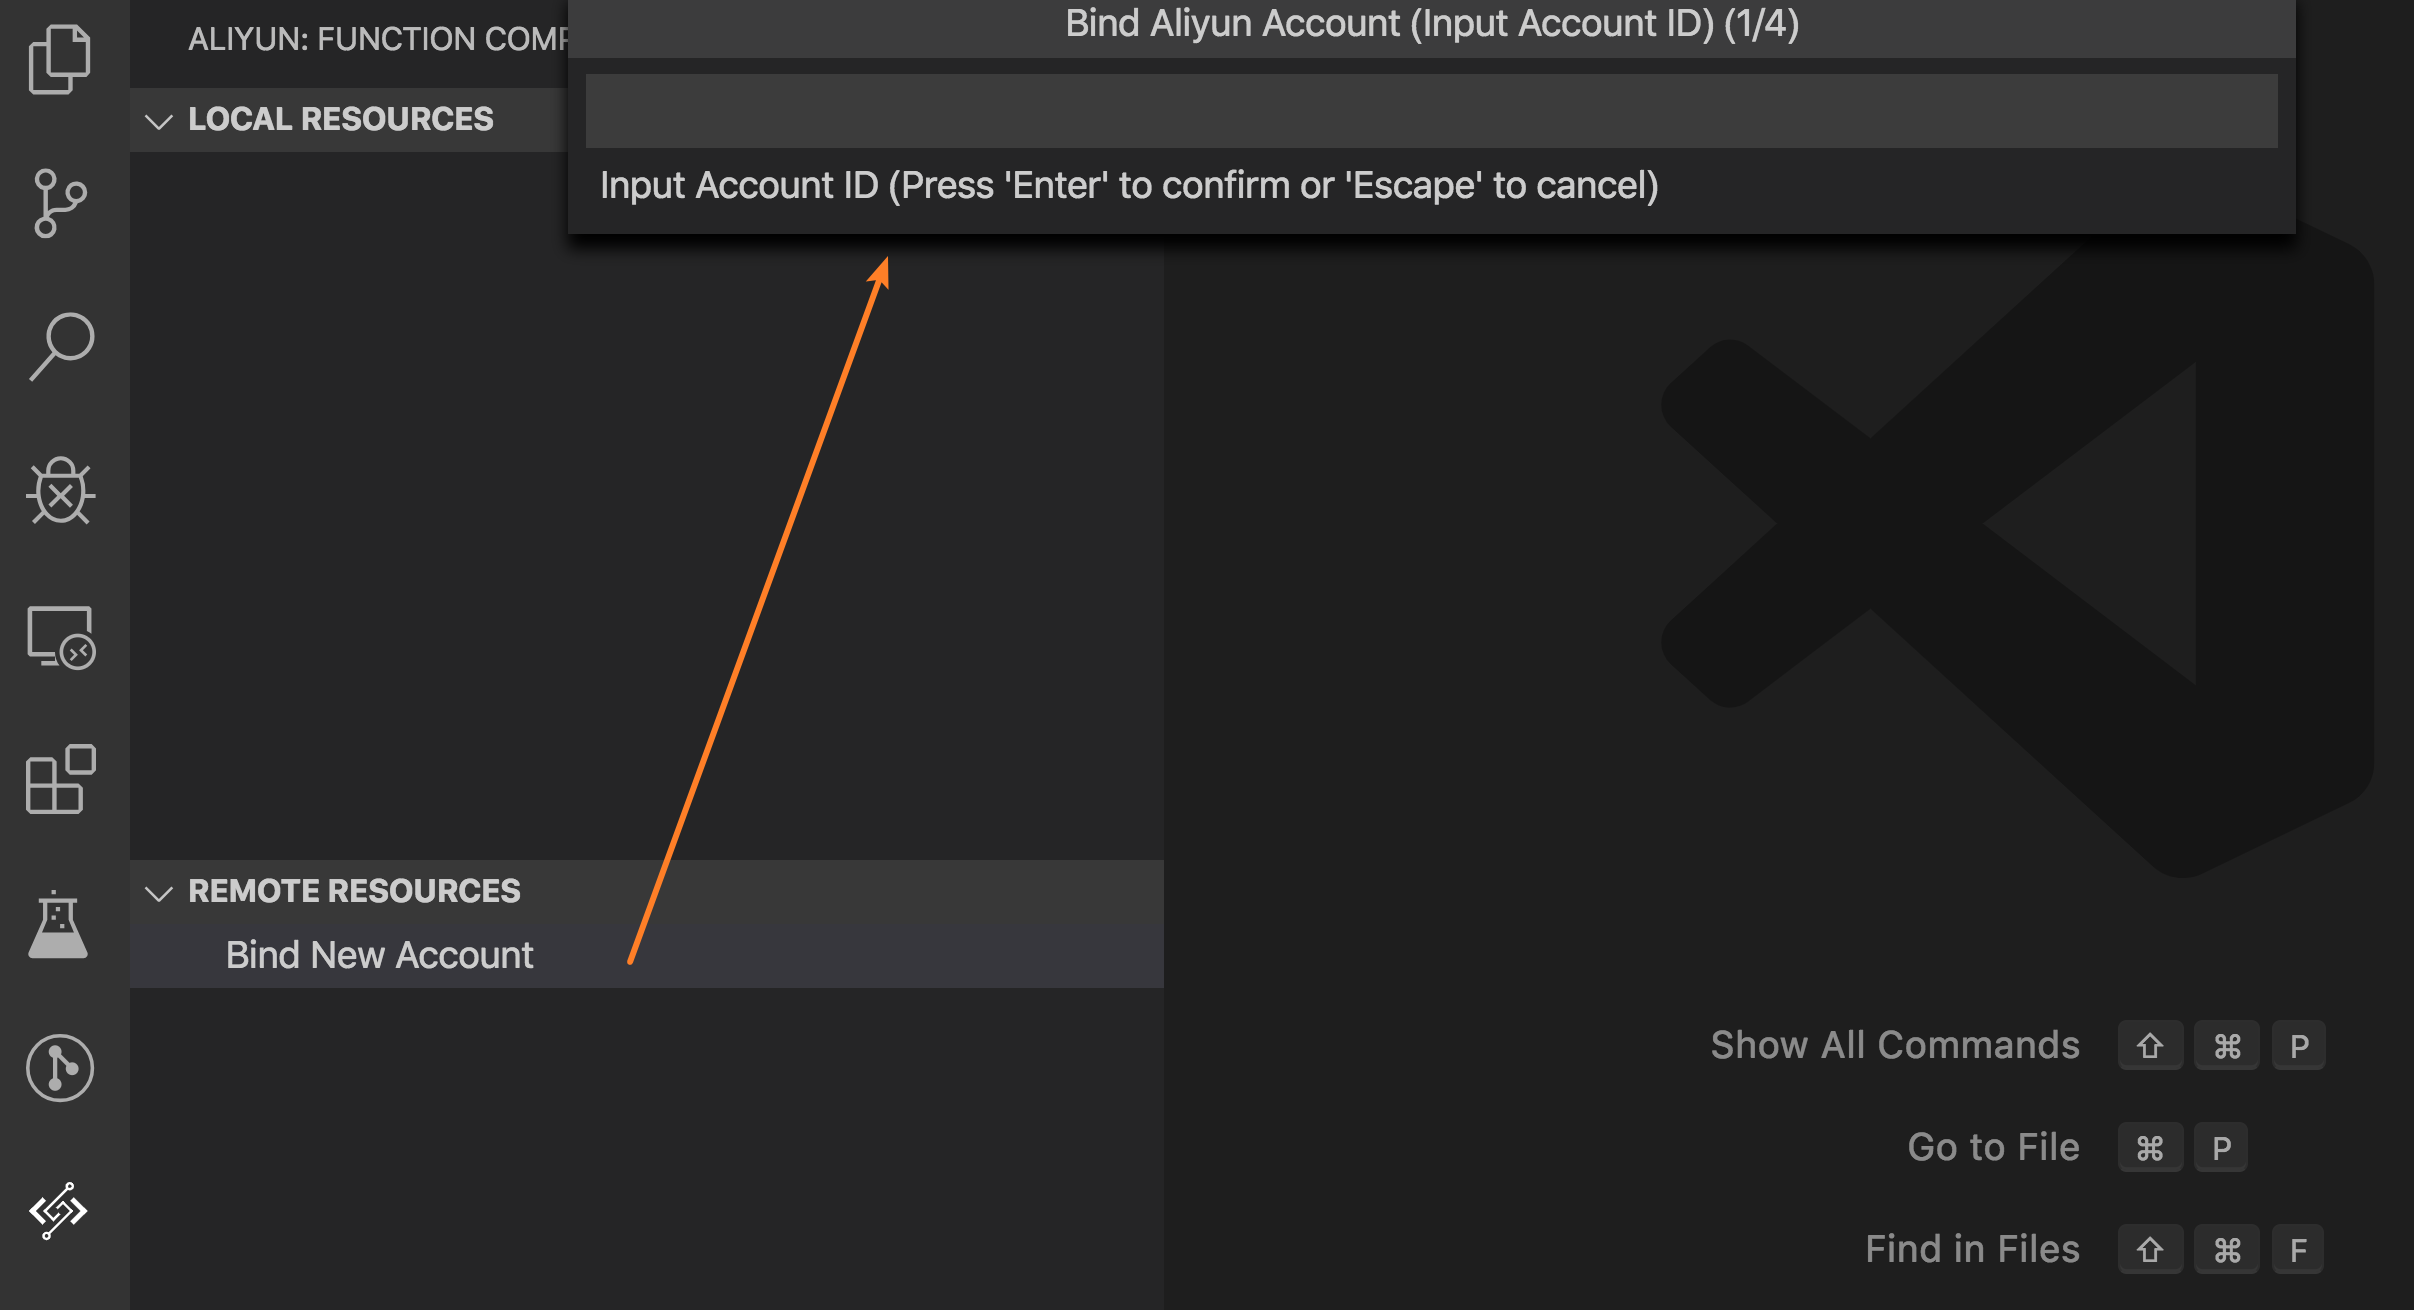 Bind Aliyun Account (Input Account ID) (1/4)
ALIYUN: FUNCTION COMP
LOCAL RESOURCES
Input Account ID (Press 'Enter' to confirm or 'Escape' to cancel)
REMOTE RESOURCES
Bind New Account
Show All Commands ⇧ ⌘ P
Go to File ⌘ P
Find in Files ⇧ ⌘ F